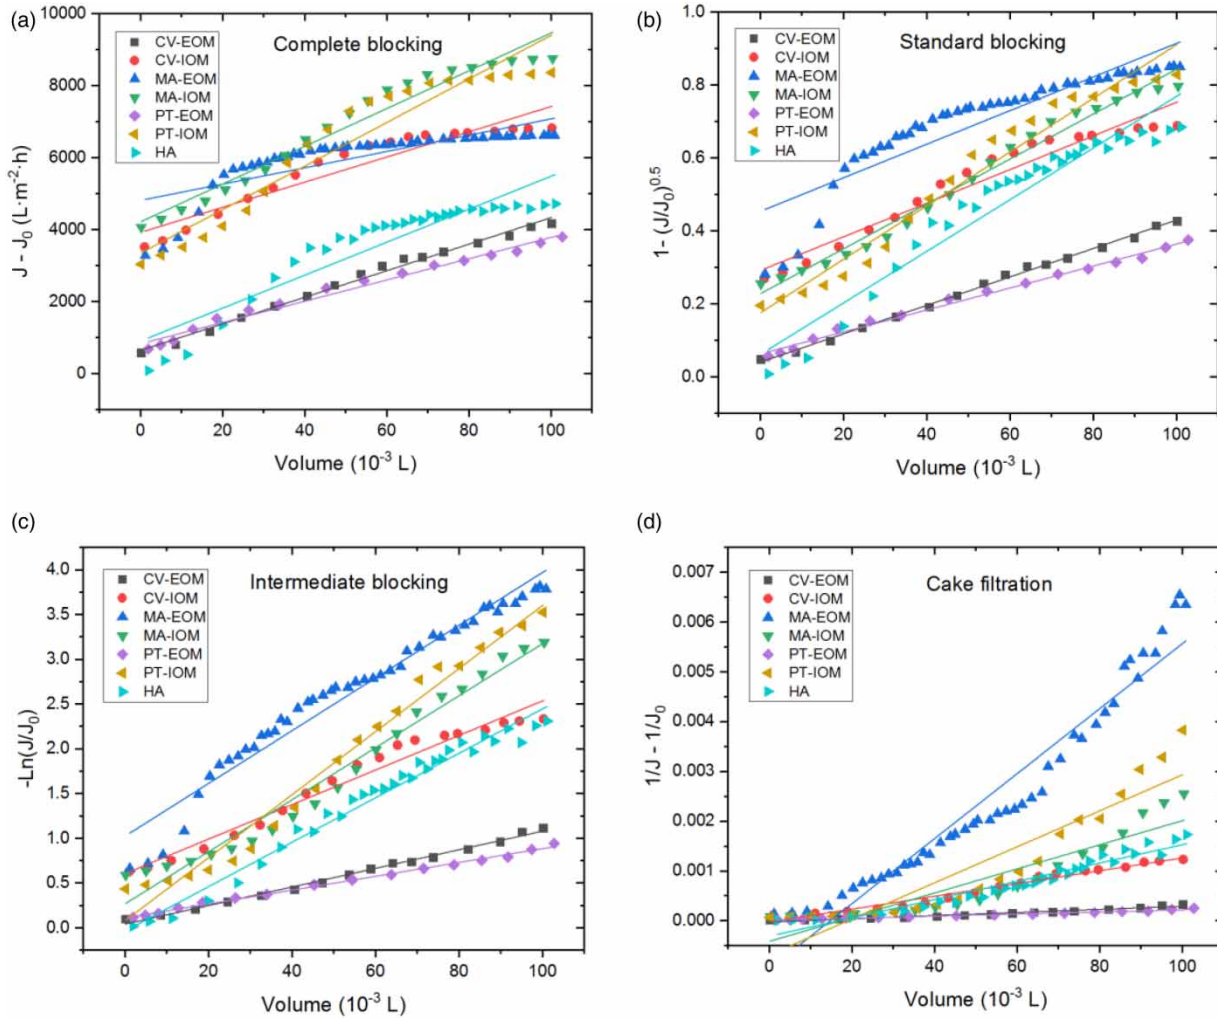 (a)
Complete blocking
CV-EOM
CV-IOM
MA-EOM
MA-IOM
PT-EOM
PT-IOM
HA
10000
8000
6000
4000
2000
0
J - J₀ (L·m⁻²·h)
0 20 40 60 80 100
Volume (10⁻³ L)
(b)
Standard blocking
CV-EOM
CV-IOM
MA-EOM
MA-IOM
PT-EOM
PT-IOM
HA
1.0
0.8
0.6
0.4
0.2
0.0
1- (J/J₀)⁰·⁵
0 20 40 60 80 100
Volume (10⁻³ L)
(c)
Intermediate blocking
CV-EOM
CV-IOM
MA-EOM
MA-IOM
PT-EOM
PT-IOM
HA
4.0
3.5
3.0
2.5
2.0
1.5
1.0
0.5
0.0
-Ln(J/J₀)
0 20 40 60 80 100
Volume (10⁻³ L)
(d)
Cake filtration
CV-EOM
CV-IOM
MA-EOM
MA-IOM
PT-EOM
PT-IOM
HA
0.007
0.006
0.005
0.004
0.003
0.002
0.001
0.000
1/J - 1/J₀
0 20 40 60 80 100
Volume (10⁻³ L)